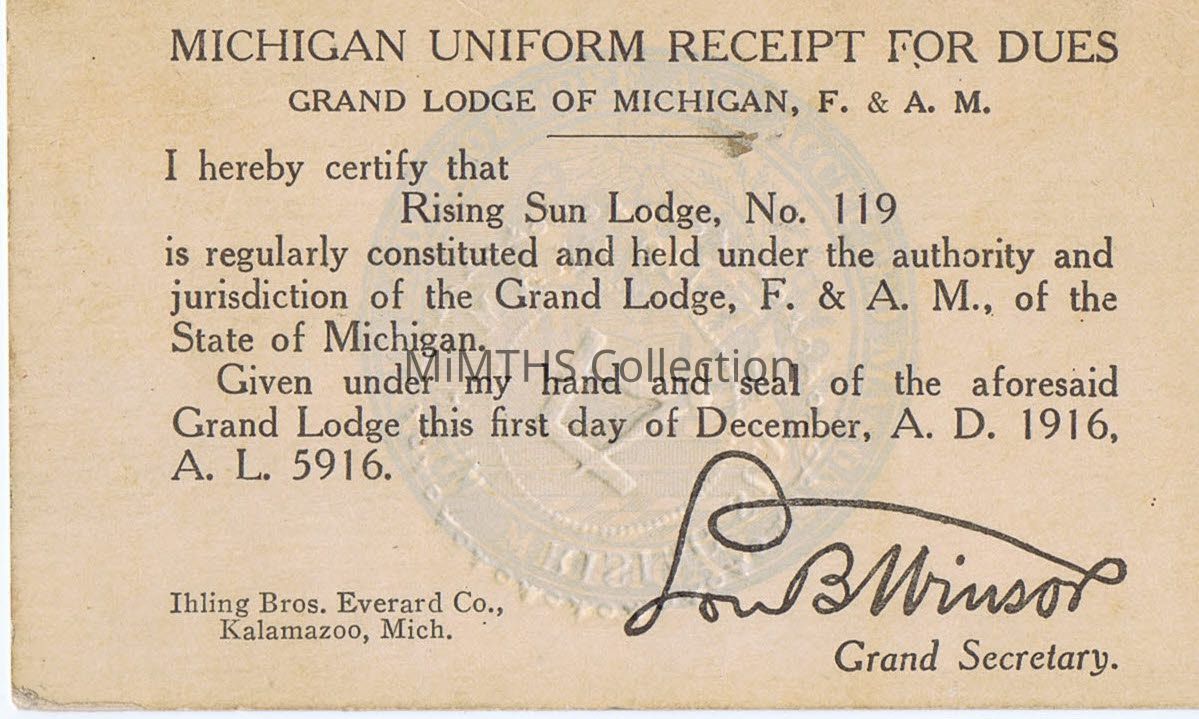 MICHIGAN UNIFORM RECEIPT FOR DUES
GRAND LODGE OF MICHIGAN, F. & A. M.
I hereby certify that
Rising Sun Lodge, No. 119
is regularly constituted and held under the authority and
jurisdiction of the Grand Lodge, F. & A. M., of the
State of Michigan.
MiMTHS Collection
Given under my hand and seal of the aforesaid
Grand Lodge this first day of December, A. D. 1916,
A. L. 5916.
Lou B Winsor
Grand Secretary.
Ihling Bros. Everard Co.,
Kalamazoo, Mich.